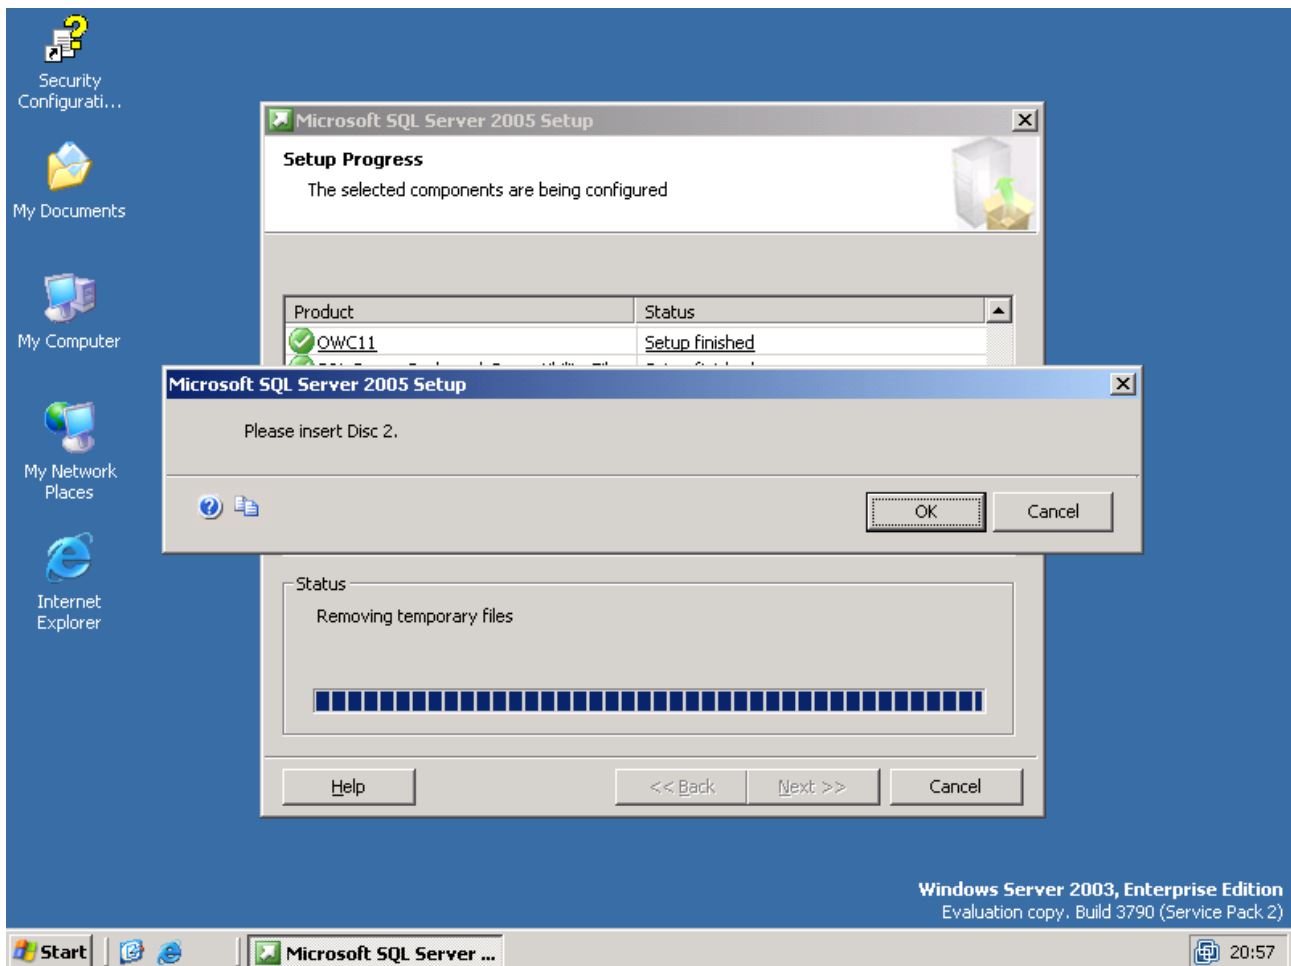 Security
Configurati...
My Documents
My Computer
My Network
Places
Internet
Explorer
Microsoft SQL Server 2005 Setup
Setup Progress
The selected components are being configured
Product Status
OWC11 Setup finished
Microsoft SQL Server 2005 Setup
Please insert Disc 2.
OK Cancel
Status
Removing temporary files
Help << Back Next >> Cancel
Windows Server 2003, Enterprise Edition
Evaluation copy. Build 3790 (Service Pack 2)
Start Microsoft SQL Server ... 20:57